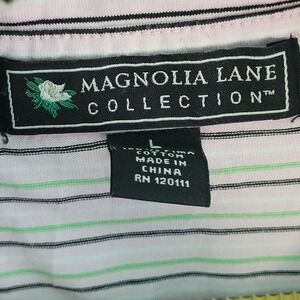 MAGNOLIA LANE
COLLECTION™
L
COTTON
MADE IN
CHINA
RN 120111